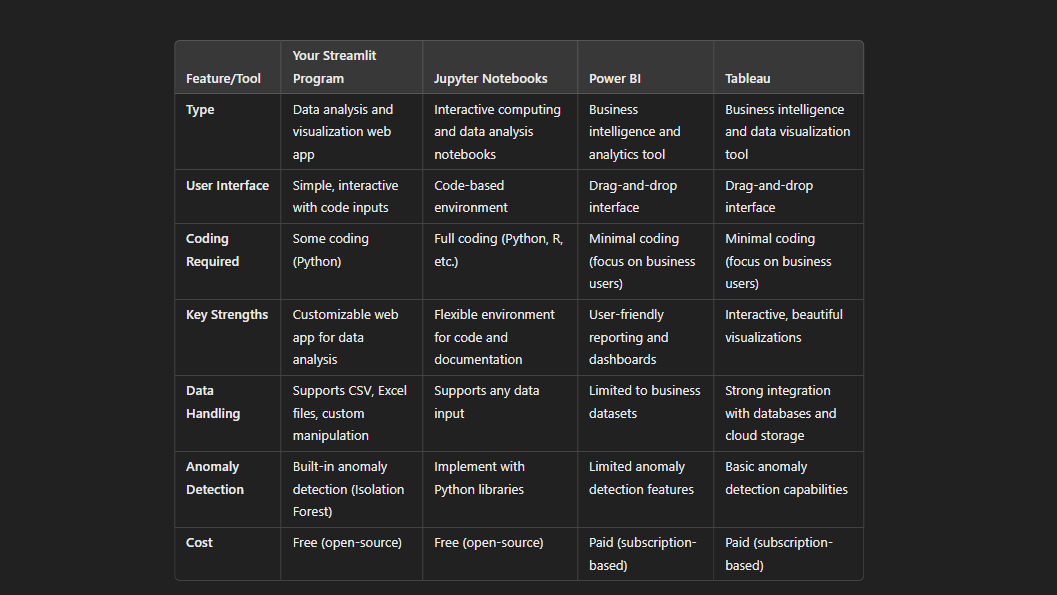 Feature/Tool
Your Streamlit
Program
Jupyter Notebooks
Power BI
Tableau
Type
Data analysis and
visualization web
app
Interactive computing
and data analysis
notebooks
Business
intelligence and
analytics tool
Business intelligence
and data visualization
tool
User Interface
Simple, interactive
with code inputs
Code-based
environment
Drag-and-drop
interface
Drag-and-drop
interface
Coding
Required
Some coding
(Python)
Full coding (Python, R,
etc.)
Minimal coding
(focus on business
users)
Minimal coding
(focus on business
users)
Key Strengths
Customizable web
app for data
analysis
Flexible environment
for code and
documentation
User-friendly
reporting and
dashboards
Interactive, beautiful
visualizations
Data
Handling
Supports CSV, Excel
files, custom
manipulation
Supports any data
input
Limited to business
datasets
Strong integration
with databases and
cloud storage
Anomaly
Detection
Built-in anomaly
detection (Isolation
Forest)
Implement with
Python libraries
Limited anomaly
detection features
Basic anomaly
detection capabilities
Cost
Free (open-source)
Free (open-source)
Paid (subscription-
based)
Paid (subscription-
based)